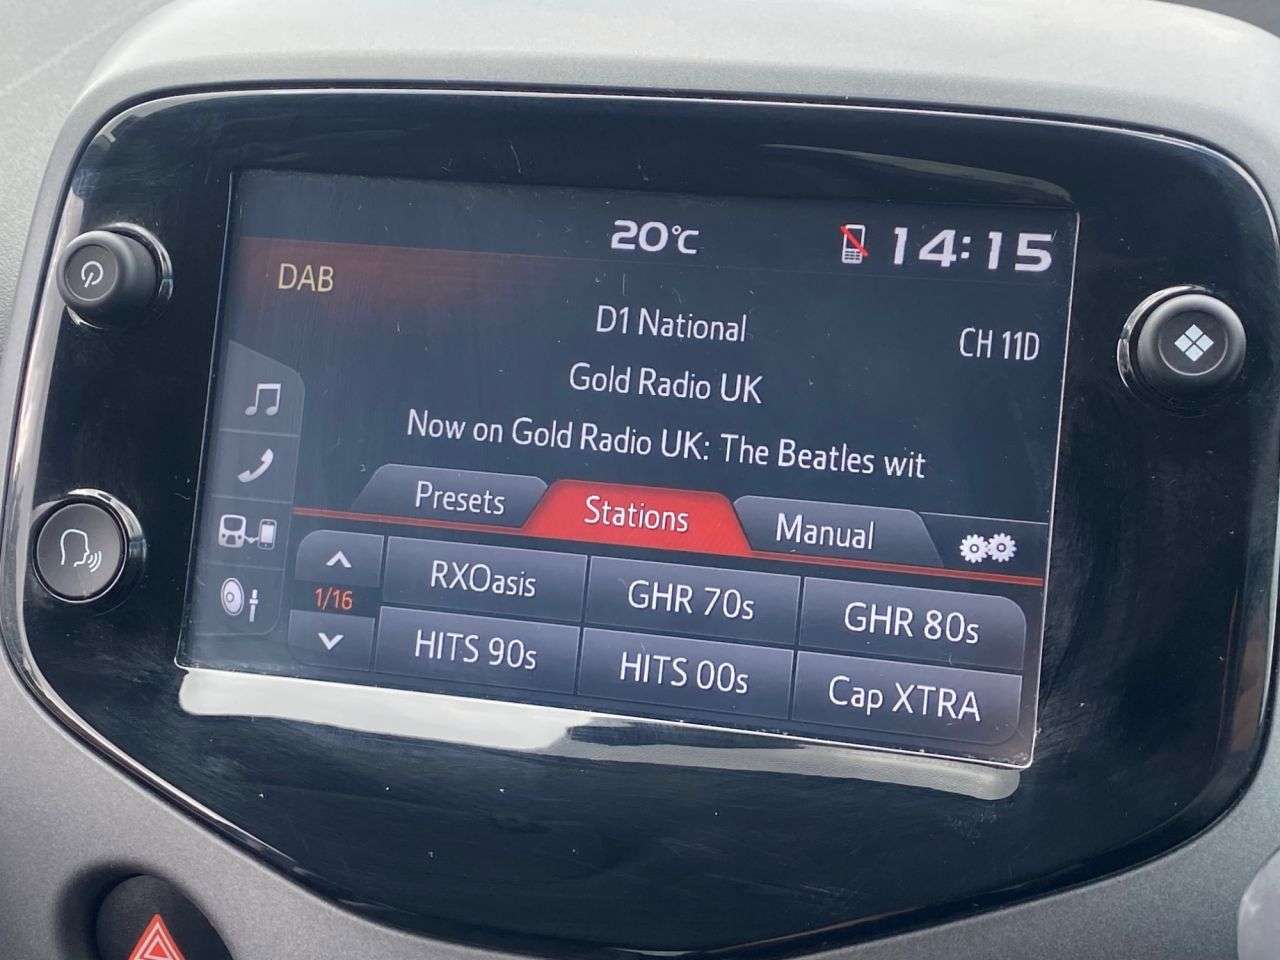 20°C
14:15
DAB
D1 National
CH 11D
Gold Radio UK
Now on Gold Radio UK: The Beatles wit
Presets
Stations
Manual
1/16
RXOasis
GHR 70s
GHR 80s
HITS 90s
HITS 00s
Cap XTRA